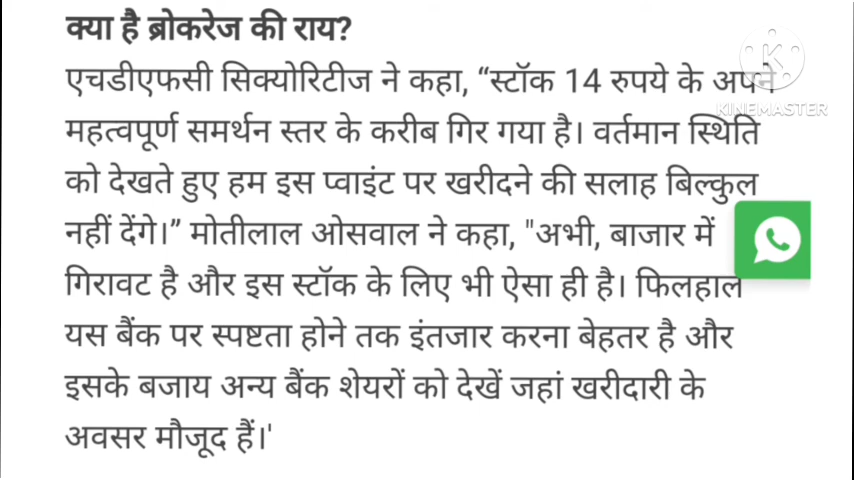 क्या है ब्रोकरेज की राय?
एचडीएफसी सिक्योरिटीज ने कहा, “स्टॉक 14 रुपये के अपने
महत्वपूर्ण समर्थन स्तर के करीब गिर गया है। वर्तमान स्थिति
को देखते हुए हम इस प्वाइंट पर खरीदने की सलाह बिल्कुल
नहीं देंगे।” मोतीलाल ओसवाल ने कहा, "अभी, बाजार में
गिरावट है और इस स्टॉक के लिए भी ऐसा ही है। फिलहाल
यस बैंक पर स्पष्टता होने तक इंतजार करना बेहतर है और
इसके बजाय अन्य बैंक शेयरों को देखें जहां खरीदारी के
अवसर मौजूद हैं।'
K
KINEMASTER